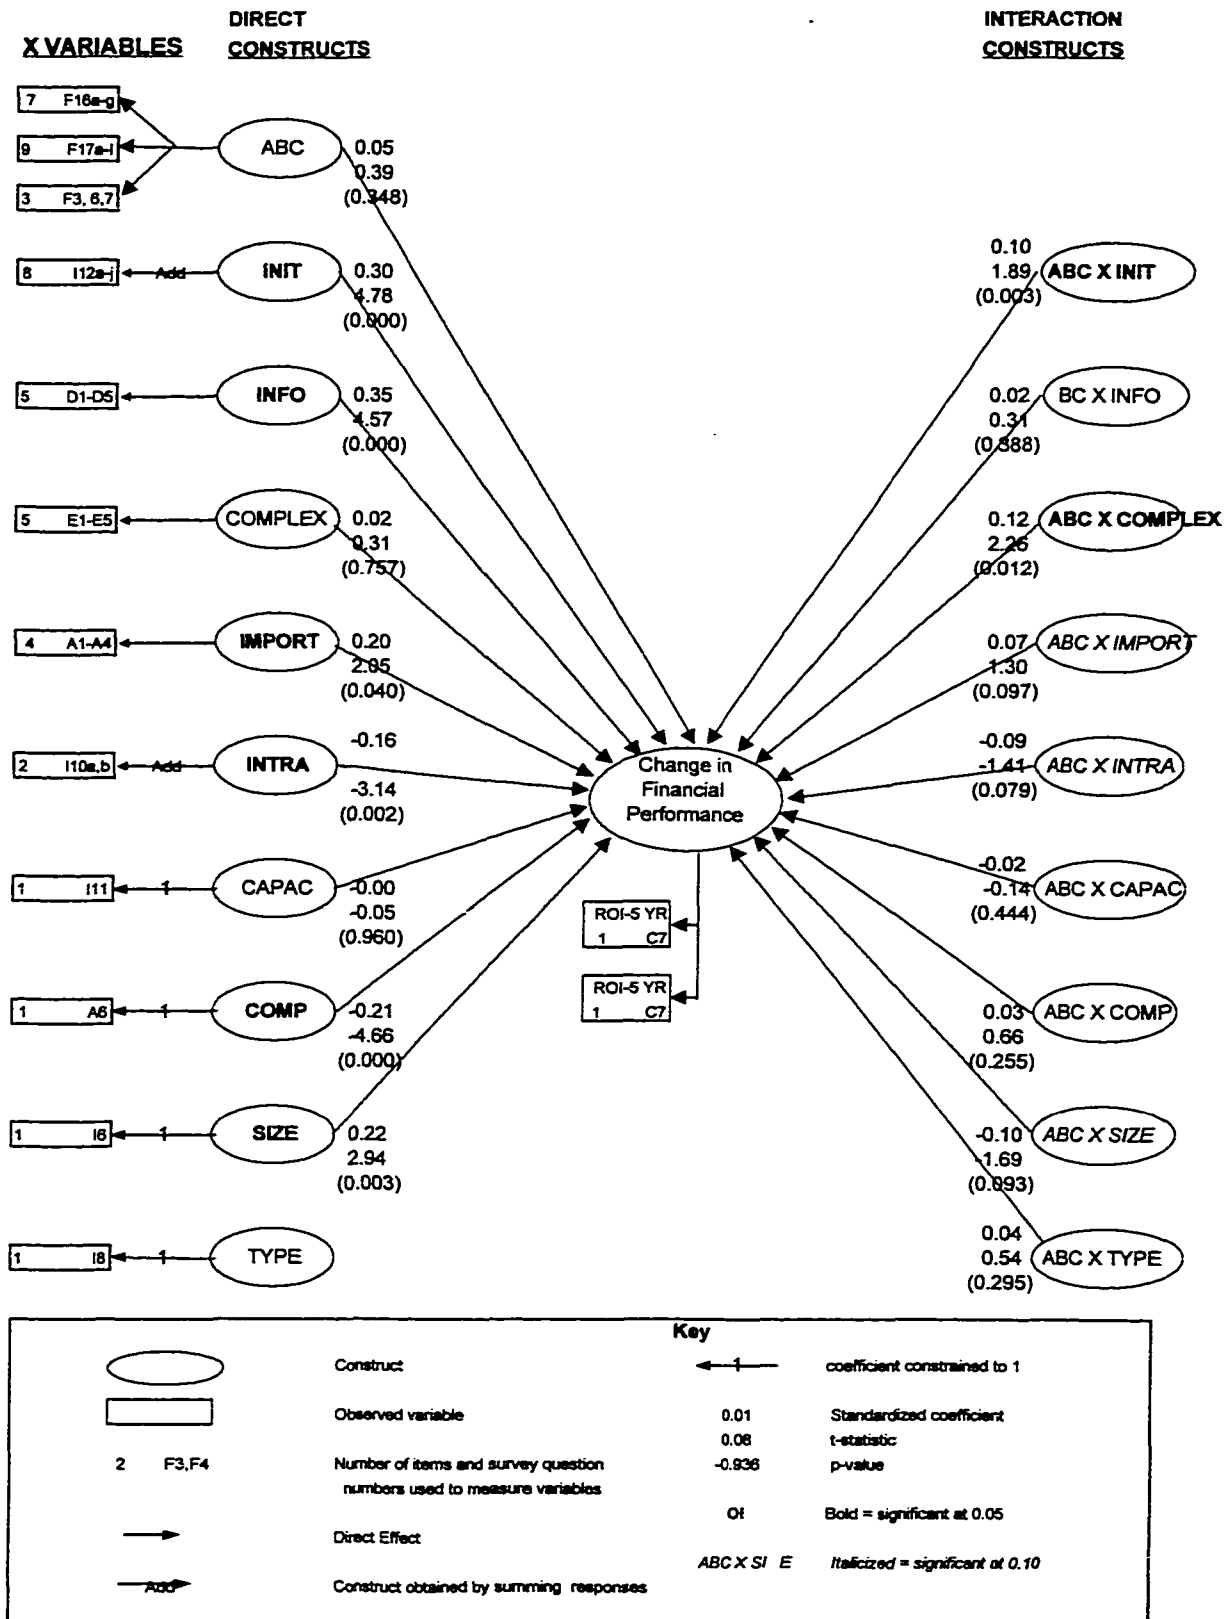 DIRECT
INTERACTION
X VARIABLES
CONSTRUCTS
CONSTRUCTS
7 F16a-g
9 F17a-i
ABC
0.05
0.39
(0.348)
3 F3, 6,7
8 I12a-j
Add
INIT
0.30
4.78
(0.000)
0.10
1.89
(0.003)
ABC X INIT
5 D1-D5
INFO
0.35
4.57
(0.000)
0.02
0.31
(0.388)
BC X INFO
5 E1-E5
COMPLEX
0.02
0.31
(0.757)
0.12
2.26
(0.012)
ABC X COMPLEX
4 A1-A4
IMPORT
0.20
2.05
(0.040)
0.07
1.30
(0.097)
ABC X IMPORT
2 I10a,b
Add
INTRA
-0.16
-3.14
(0.002)
Change in
Financial
Performance
-0.09
-1.41
(0.079)
ABC X INTRA
1 I11
1
CAPAC
-0.00
-0.05
(0.960)
ROI-5 YR
1 C7
-0.02
-0.14
(0.444)
ABC X CAPAC
1 A6
1
COMP
-0.21
-4.66
(0.000)
ROI-5 YR
1 C7
0.03
0.66
(0.255)
ABC X COMP
1 I6
1
SIZE
0.22
2.94
(0.003)
-0.10
-1.69
(0.093)
ABC X SIZE
1 I8
1
TYPE
0.04
0.54
(0.295)
ABC X TYPE
Key
Construct
1
coefficient constrained to 1
Observed variable
0.01 Standardized coefficient
0.08 t-statistic
-0.936 p-value
2 F3,F4
Number of items and survey question
numbers used to measure variables
Bold = significant at 0.05
Direct Effect
ABC X SI E
Italicized = significant at 0.10
Add
Construct obtained by summing responses